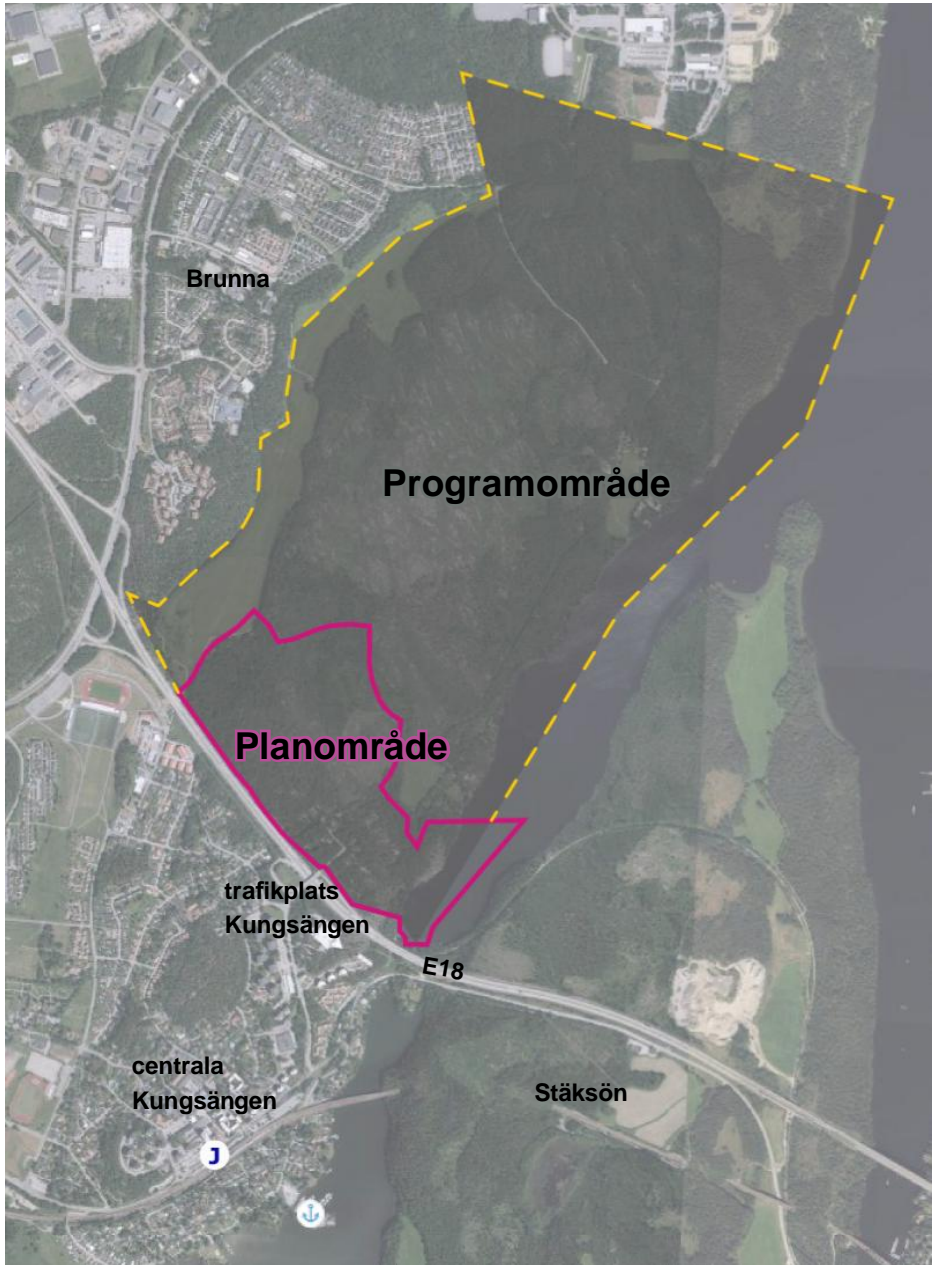 Brunna
Programområde
Planområde
trafikplats
Kungsängen
E18
centrala
Kungsängen
Stäksön
J